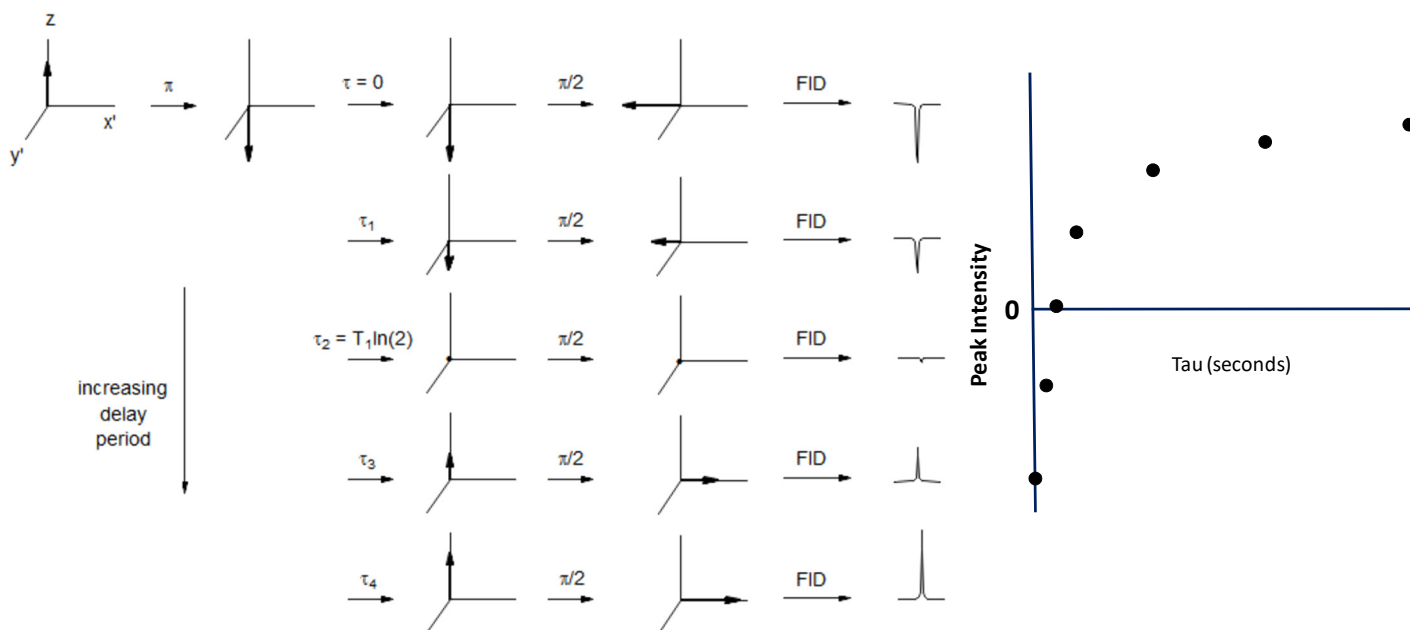 z
π
τ = 0
π/2
FID
x'
y'
τ₁
π/2
FID
τ₂ = T₁ln(2)
π/2
FID
increasing
delay
period
τ₃
π/2
FID
τ₄
π/2
FID
Peak Intensity
0
Tau (seconds)